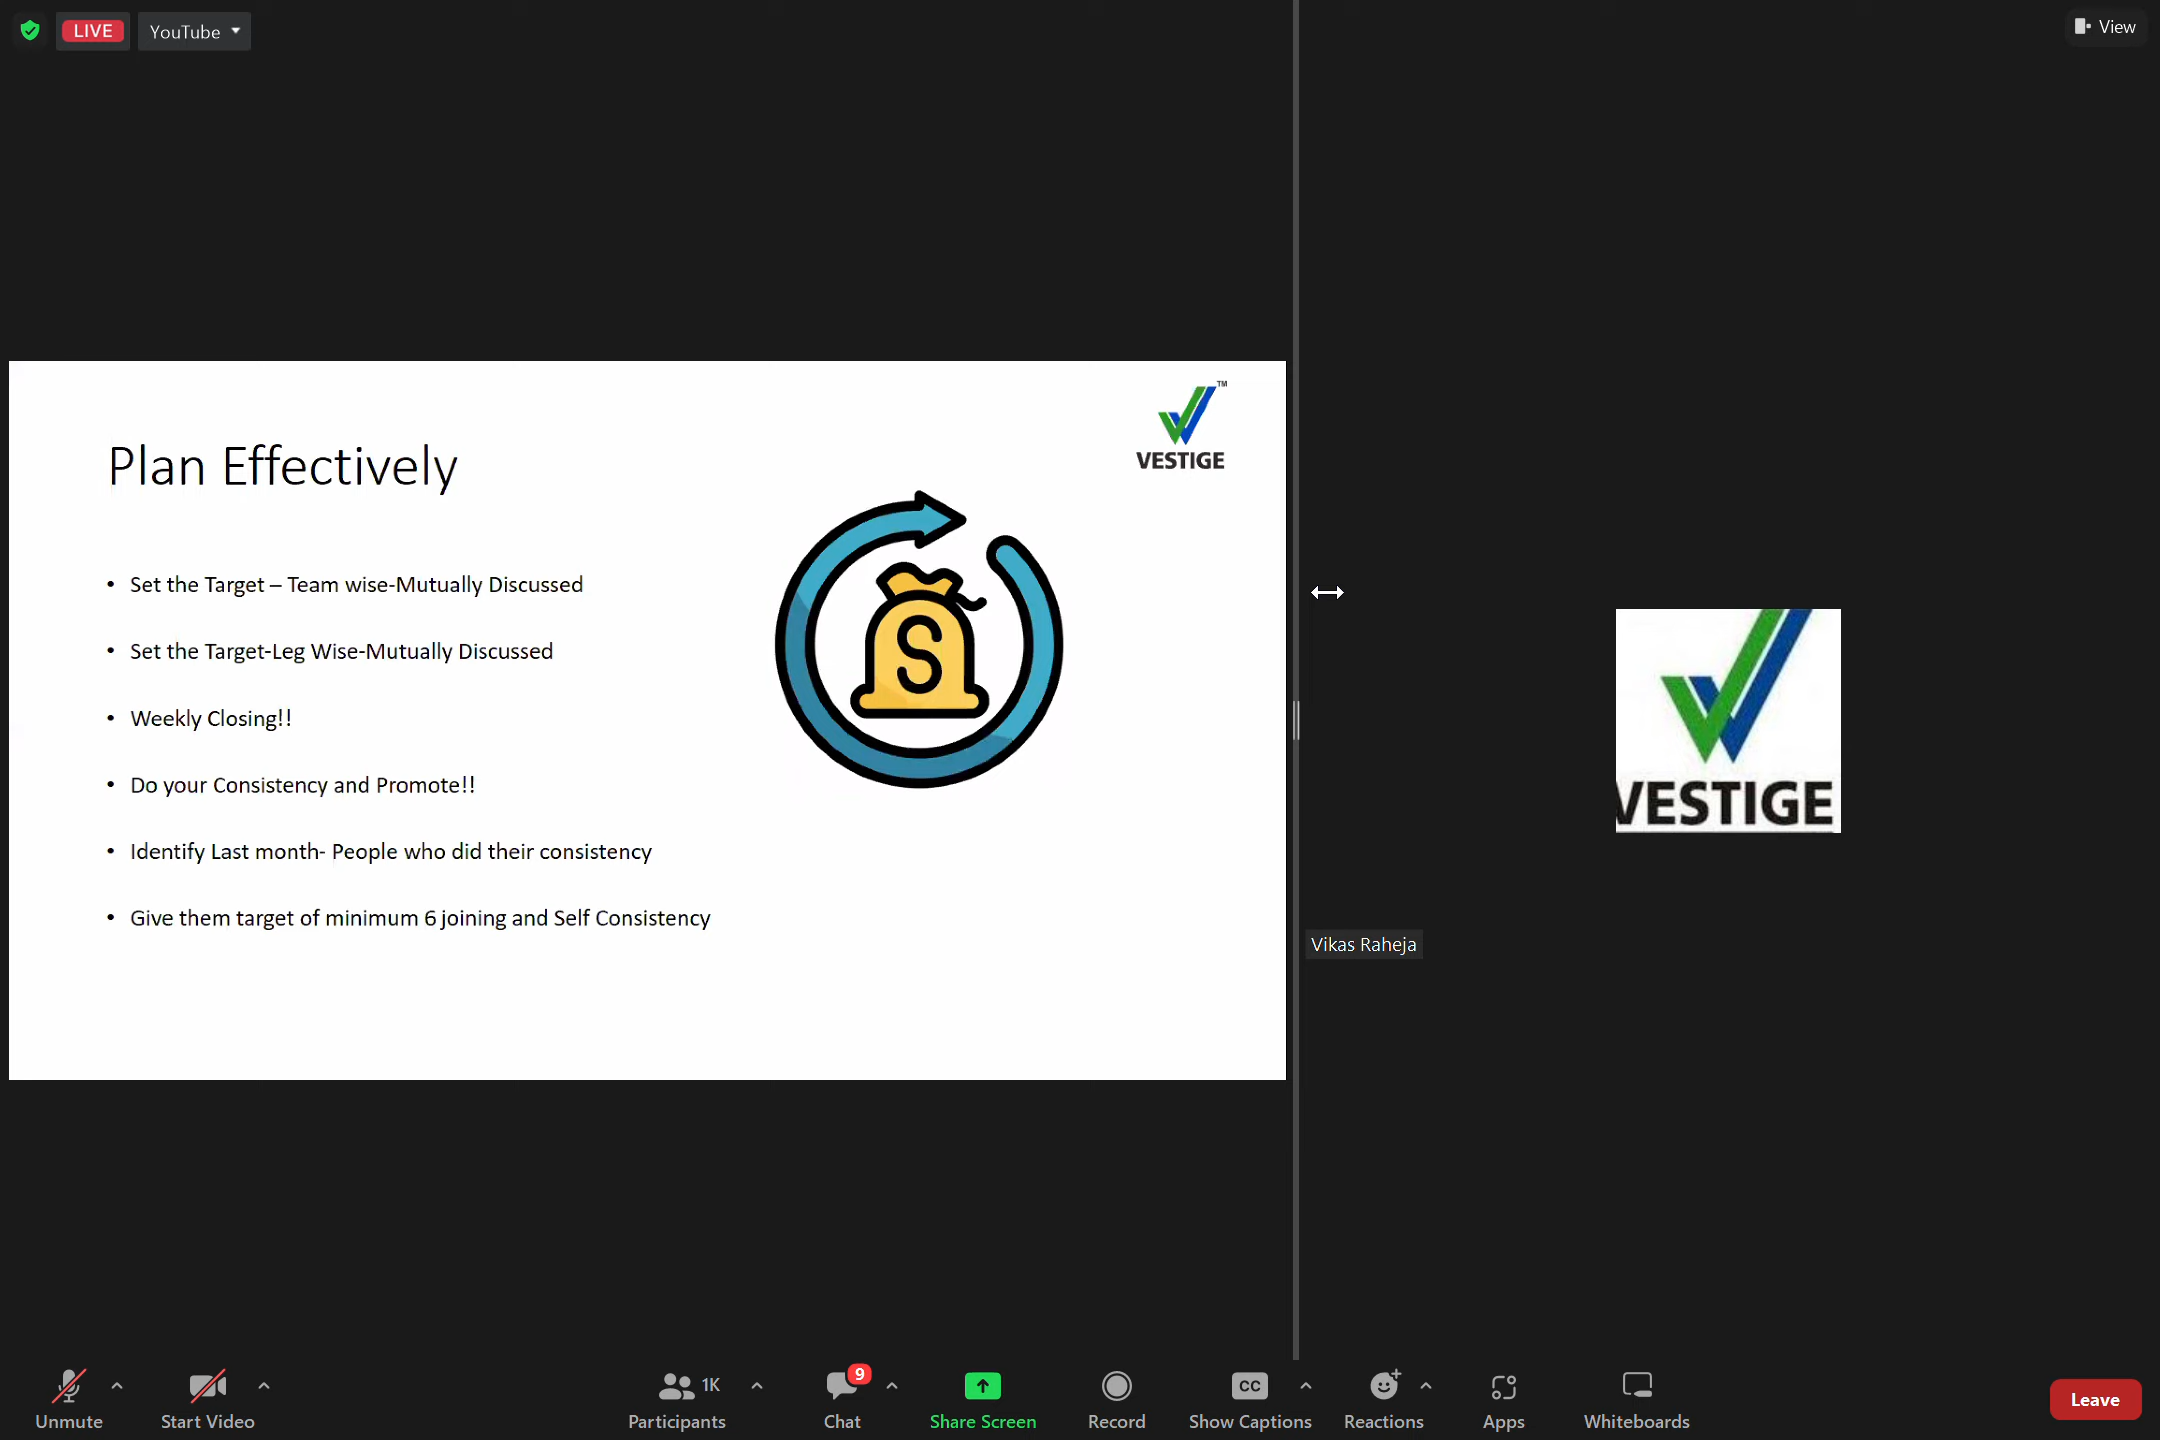 LIVE
YouTube
View
TM
VESTIGE
Plan Effectively
• Set the Target – Team wise-Mutually Discussed
• Set the Target-Leg Wise-Mutually Discussed
• Weekly Closing!!
• Do your Consistency and Promote!!
• Identify Last month- People who did their consistency
• Give them target of minimum 6 joining and Self Consistency
S
VESTIGE
Vikas Raheja
1K
9
CC
Unmute
Start Video
Participants
Chat
Share Screen
Record
Show Captions
Reactions
Apps
Whiteboards
Leave